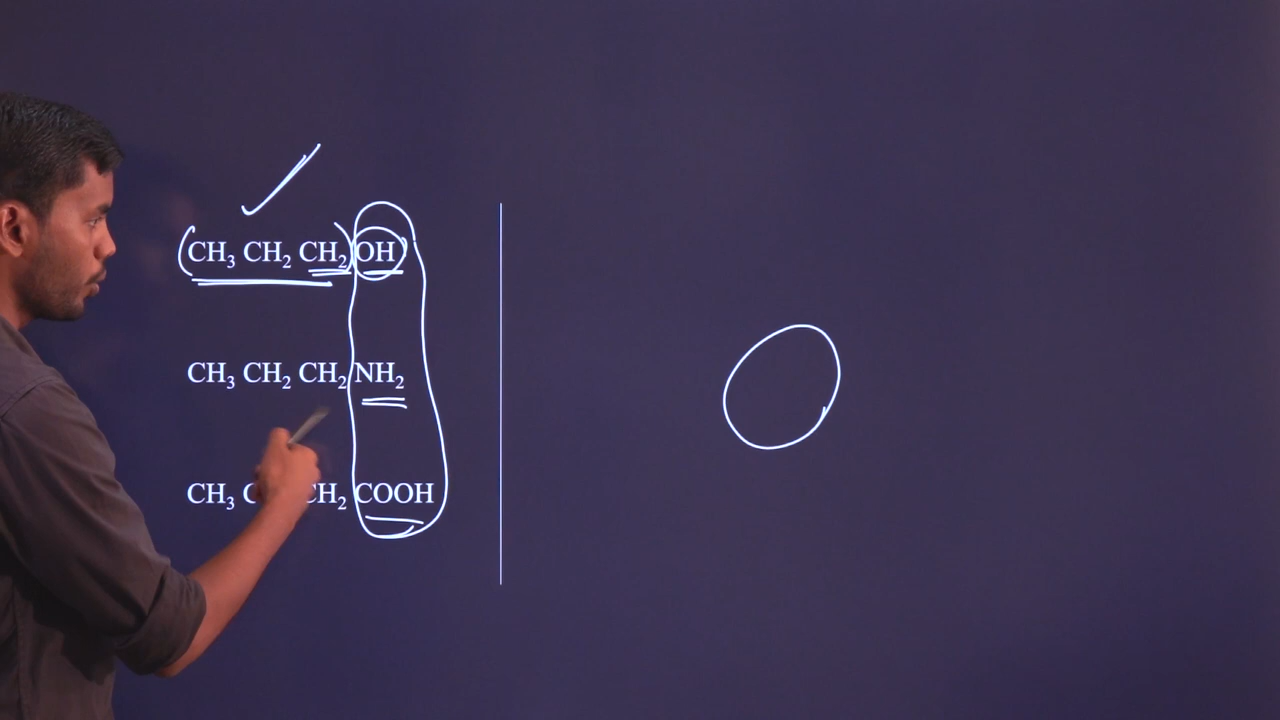 CH₃ CH₂ CH₂ OH
CH₃ CH₂ CH₂ NH₂
CH₃ CH₂ COOH